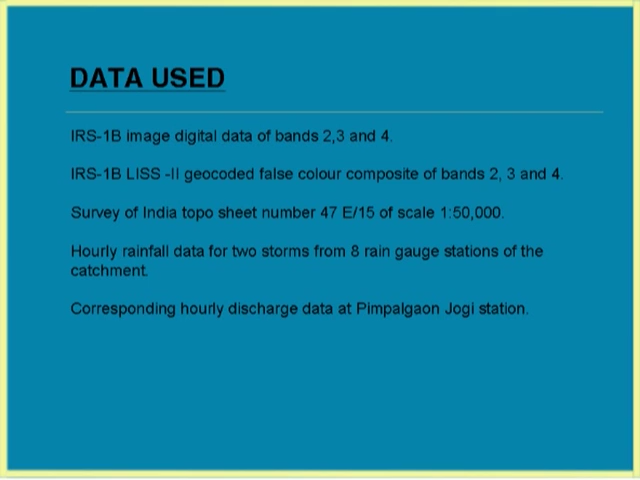 DATA USED
IRS-1B image digital data of bands 2,3 and 4.
IRS-1B LISS -II geocoded false colour composite of bands 2, 3 and 4.
Survey of India topo sheet number 47 E/15 of scale 1:50,000.
Hourly rainfall data for two storms from 8 rain gauge stations of the
catchment.
Corresponding hourly discharge data at Pimpalgaon Jogi station.